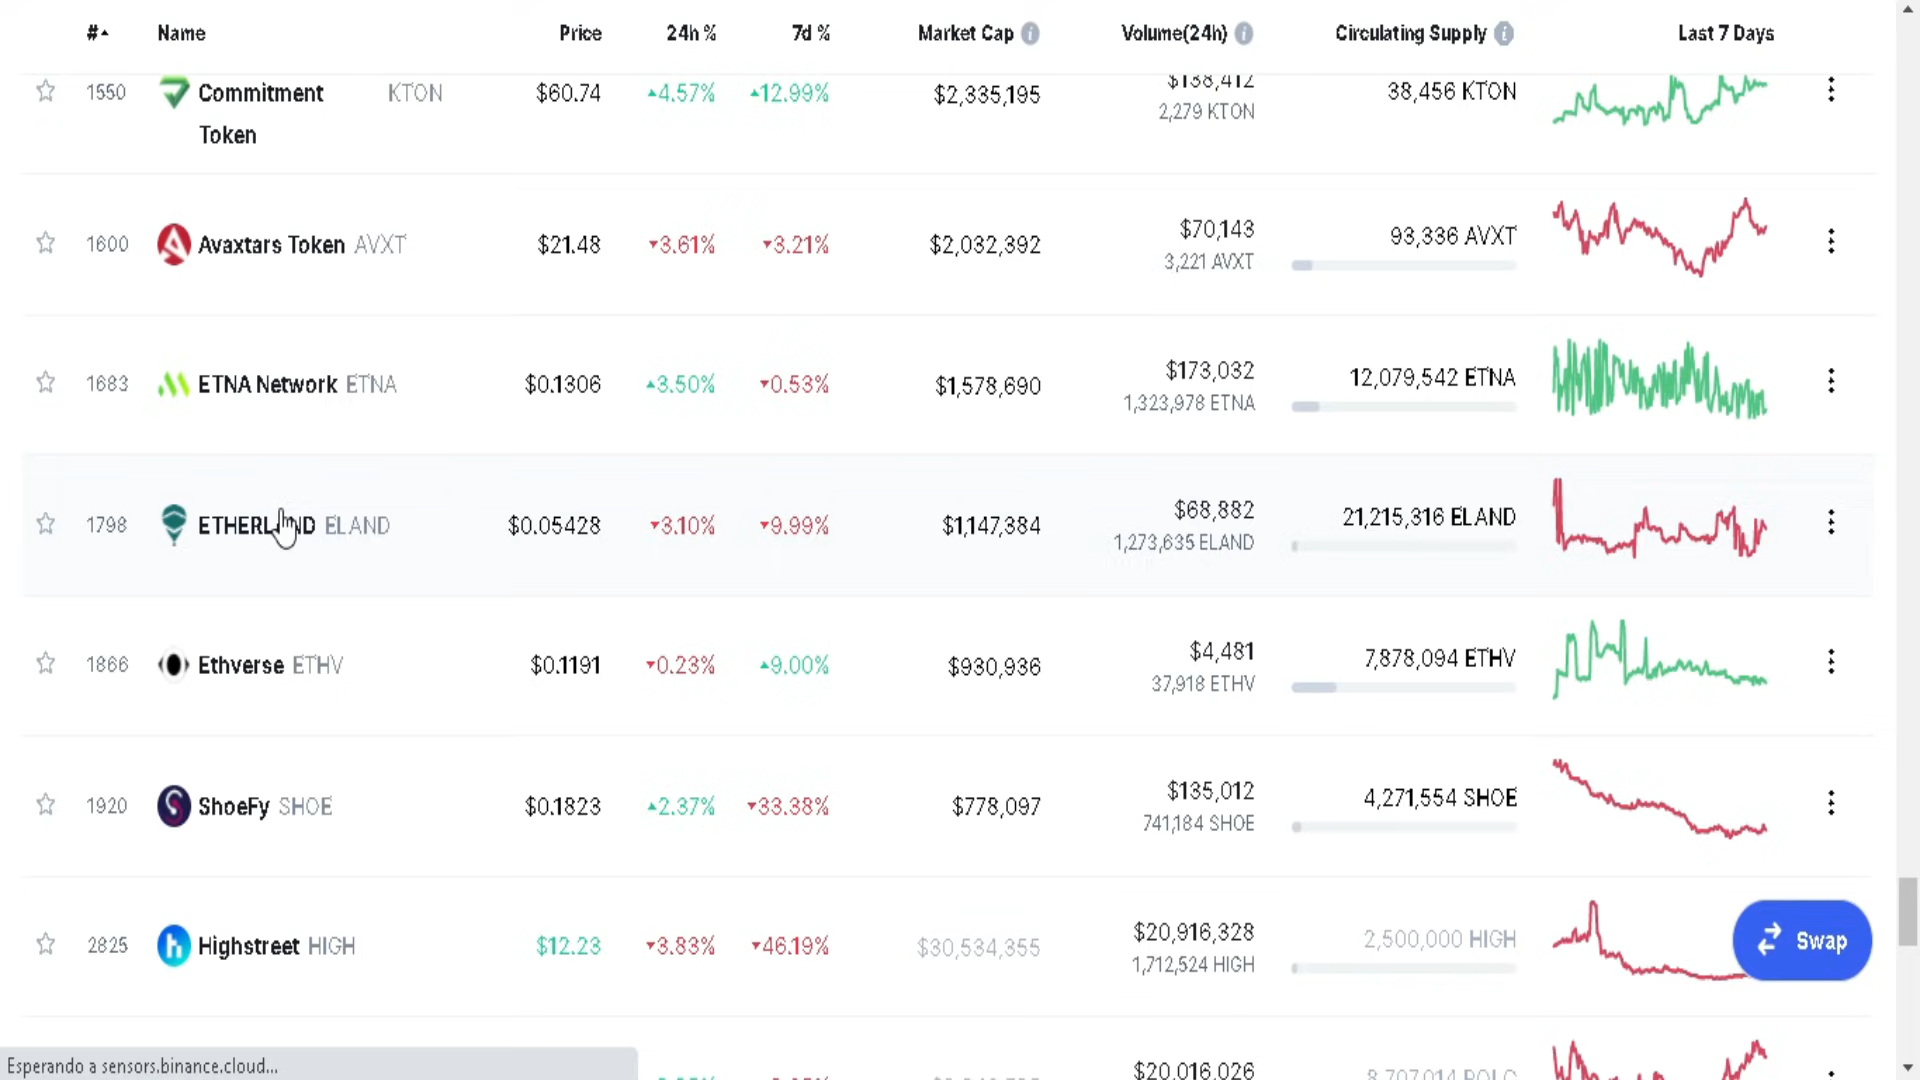 # Name Price 24h % 7d % Market Cap Volume(24h) Circulating Supply Last 7 Days
1550 Commitment Token KTON $60.74 4.57% 12.99% $2,335,195 $138,412 38,456 KTON
2,279 KTON
1600 Avaxtars Token AVXT $21.48 3.61% 3.21% $2,032,392 $70,143 93,336 AVXT
3,221 AVXT
1683 ETNA Network ETNA $0.1306 3.50% 0.53% $1,578,690 $173,032 12,079,542 ETNA
1,323,978 ETNA
1798 ELAND $0.05428 3.10% 9.99% $1,147,384 $68,882 21,215,316 ELAND
1,273,635 ELAND
1866 Ethverse ETHV $0.1191 0.23% 9.00% $930,936 $4,481 7,878,094 ETHV
37,918 ETHV
1920 ShoeFy SHOE $0.1823 2.37% 33.38% $778,097 $135,012 4,271,554 SHOE
741,184 SHOE
2825 Highstreet HIGH $12.23 3.83% 46.19% $30,534,355 $20,916,328 2,500,000 HIGH
1,712,524 HIGH
Swap
$20,016,026
Esperando a sensors.binance.cloud...